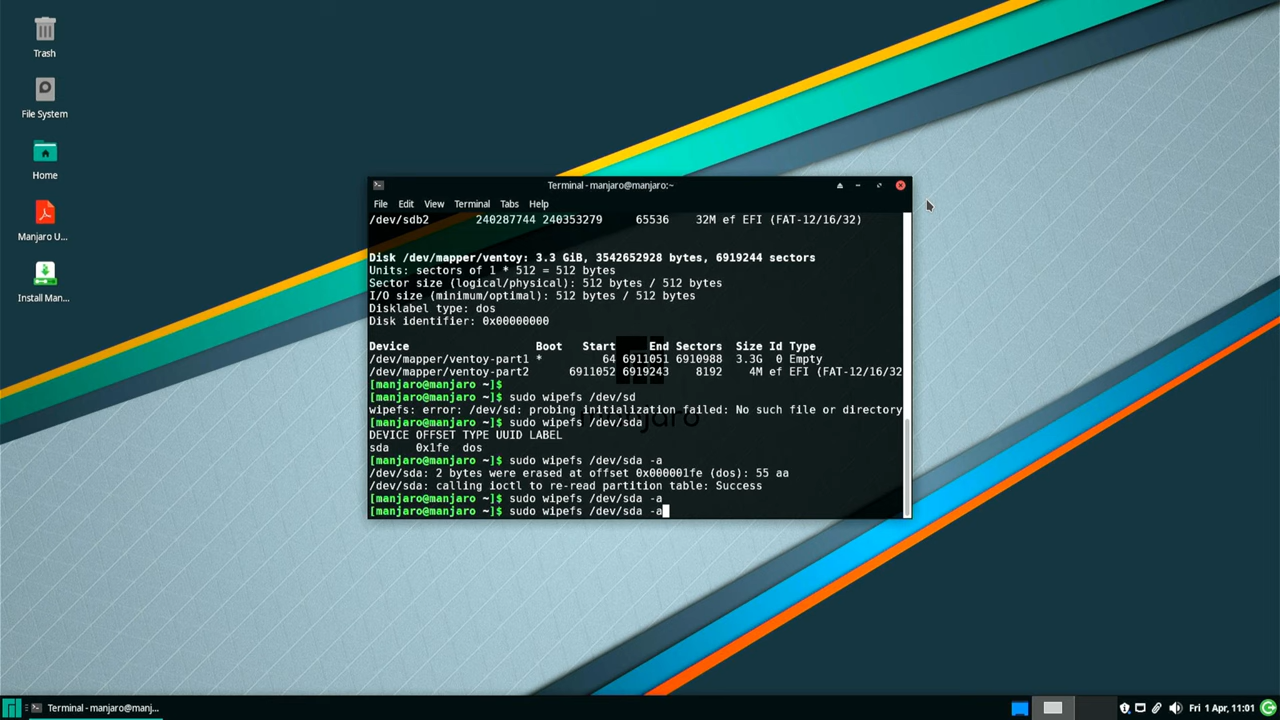 Trash
File System
Home
Manjaro U...
Install Man...
Terminal - manjaro@manjaro:~
File Edit View Terminal Tabs Help
/dev/sdb2 240287744 240353279 65536 32M ef EFI (FAT-12/16/32)
Disk /dev/mapper/ventoy: 3.3 GiB, 3542652928 bytes, 6919244 sectors
Units: sectors of 1 * 512 = 512 bytes
Sector size (logical/physical): 512 bytes / 512 bytes
I/O size (minimum/optimal): 512 bytes / 512 bytes
Disklabel type: dos
Disk identifier: 0x00000000
Device Boot Start End Sectors Size Id Type
/dev/mapper/ventoy-part1 * 64 6911051 6910988 3.3G 0 Empty
/dev/mapper/ventoy-part2 6911052 6919243 8192 4M ef EFI (FAT-12/16/32
[manjaro@manjaro ~]$
[manjaro@manjaro ~]$ sudo wipefs /dev/sd
wipefs: error: /dev/sd: probing initialization failed: No such file or directory
[manjaro@manjaro ~]$ sudo wipefs /dev/sda
DEVICE OFFSET TYPE UUID LABEL
sda 0x1fe dos
[manjaro@manjaro ~]$ sudo wipefs /dev/sda -a
/dev/sda: 2 bytes were erased at offset 0x000001fe (dos): 55 aa
/dev/sda: calling ioctl to re-read partition table: Success
[manjaro@manjaro ~]$ sudo wipefs /dev/sda -a
[manjaro@manjaro ~]$ sudo wipefs /dev/sda -a
Terminal - manjaro@manj...
Fri 1 Apr, 11:01